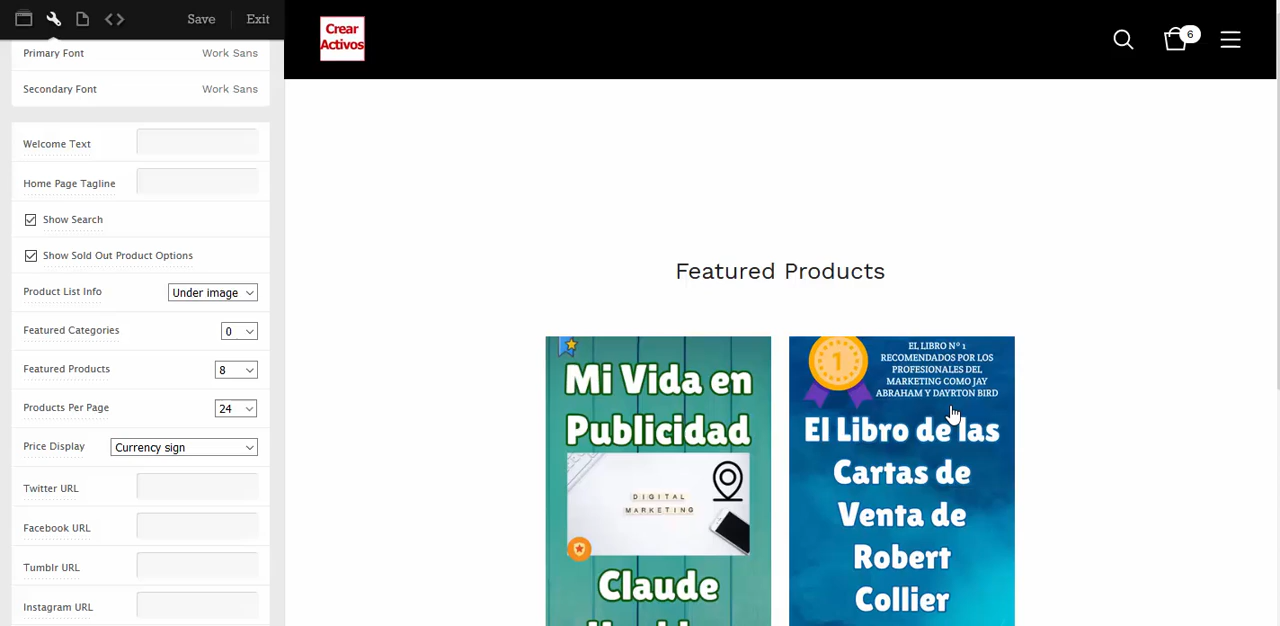 Save
Exit
Primary Font Work Sans
Secondary Font Work Sans
Welcome Text
Home Page Tagline
Show Search
Show Sold Out Product Options
Product List Info Under image
Featured Categories 0
Featured Products 8
Products Per Page 24
Price Display Currency sign
Twitter URL
Facebook URL
Tumblr URL
Instagram URL
Crear
Activos
6
Featured Products
Mi Vida en
Publicidad
DIGITAL
MARKETING
Claude
1
EL LIBRO Nº 1
RECOMENDADOS POR LOS
PROFESIONALES DEL
MARKETING COMO JAY
ABRAHAM Y DAYRTON BIRD
El Libro de las
Cartas de
Venta de
Robert
Collier